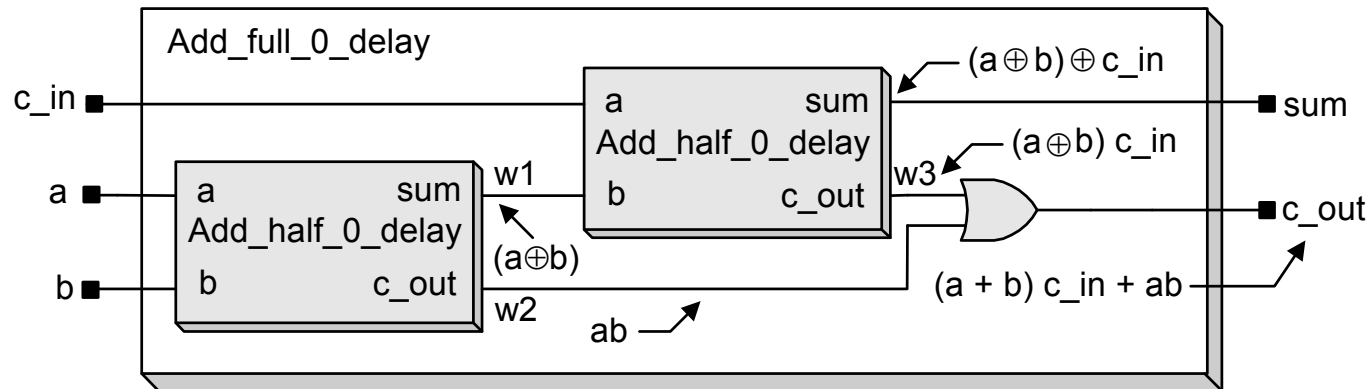 Add_full_0_delay
(a ⊕ b) ⊕ c_in
c_in
a
sum
sum
Add_half_0_delay
(a ⊕ b) c_in
w1
w3
a
a
sum
b
c_out
c_out
Add_half_0_delay
(a⊕b)
b
b
c_out
(a + b) c_in + ab
w2
ab